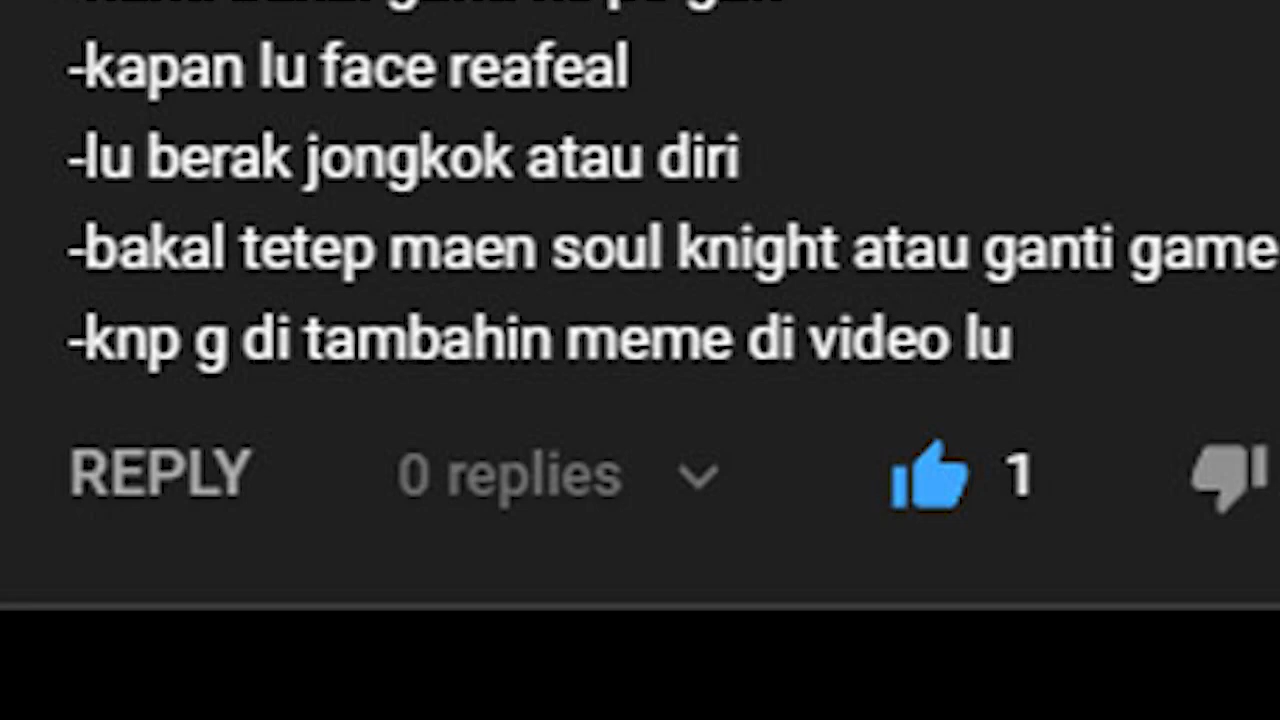 -kapan lu face reafeal
-lu berak jongkok atau diri
-bakal tetep maen soul knight atau ganti game
-knp g di tambahin meme di video lu
REPLY 0 replies 1